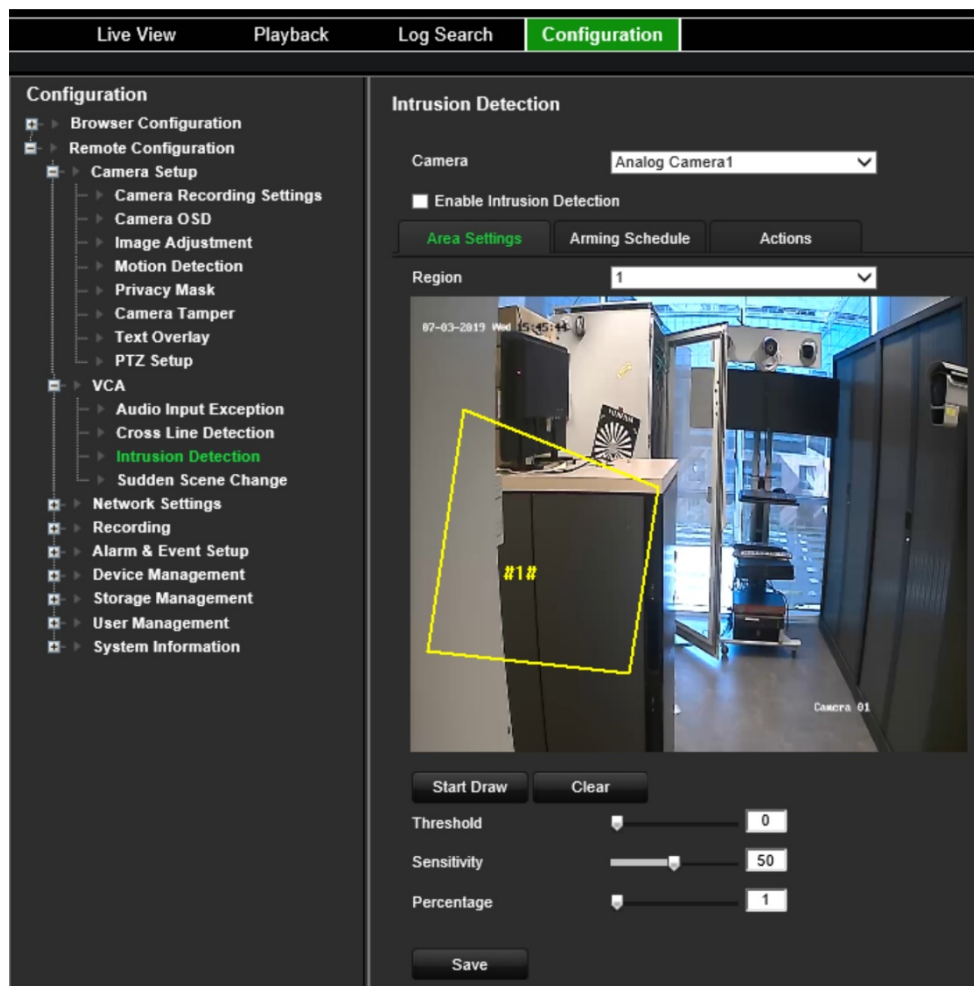 Live View Playback Log Search Configuration
Configuration
Browser Configuration
Remote Configuration
Camera Setup
Camera Recording Settings
Camera OSD
Image Adjustment
Motion Detection
Privacy Mask
Camera Tamper
Text Overlay
PTZ Setup
VCA
Audio Input Exception
Cross Line Detection
Intrusion Detection
Sudden Scene Change
Network Settings
Recording
Alarm & Event Setup
Device Management
Storage Management
User Management
System Information
Intrusion Detection
Camera Analog Camera1
Enable Intrusion Detection
Area Settings Arming Schedule Actions
Region 1
07-03-2019 Wed 15:45:44
#1#
Camera 01
Start Draw Clear
Threshold 0
Sensitivity 50
Percentage 1
Save